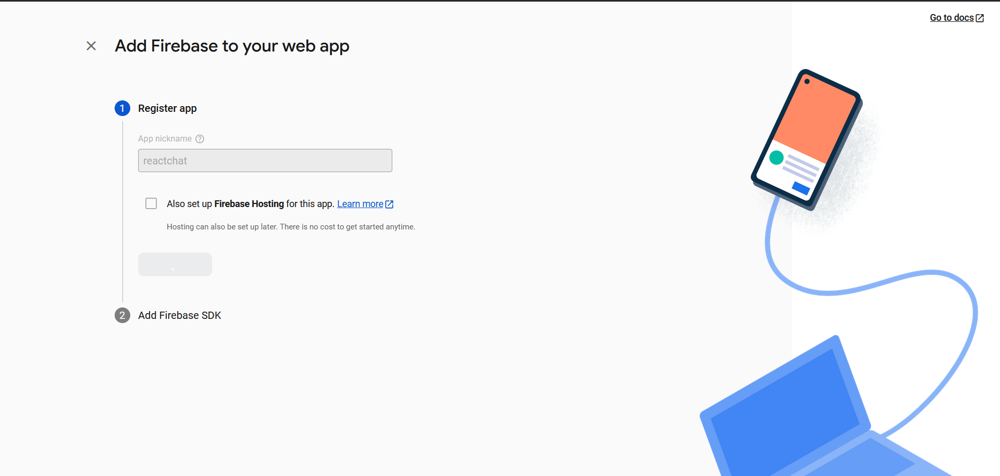 Go to docs
Add Firebase to your web app
1 Register app
App nickname ?
reactchat
Also set up Firebase Hosting for this app. Learn more
Hosting can also be set up later. There is no cost to get started anytime.
2 Add Firebase SDK